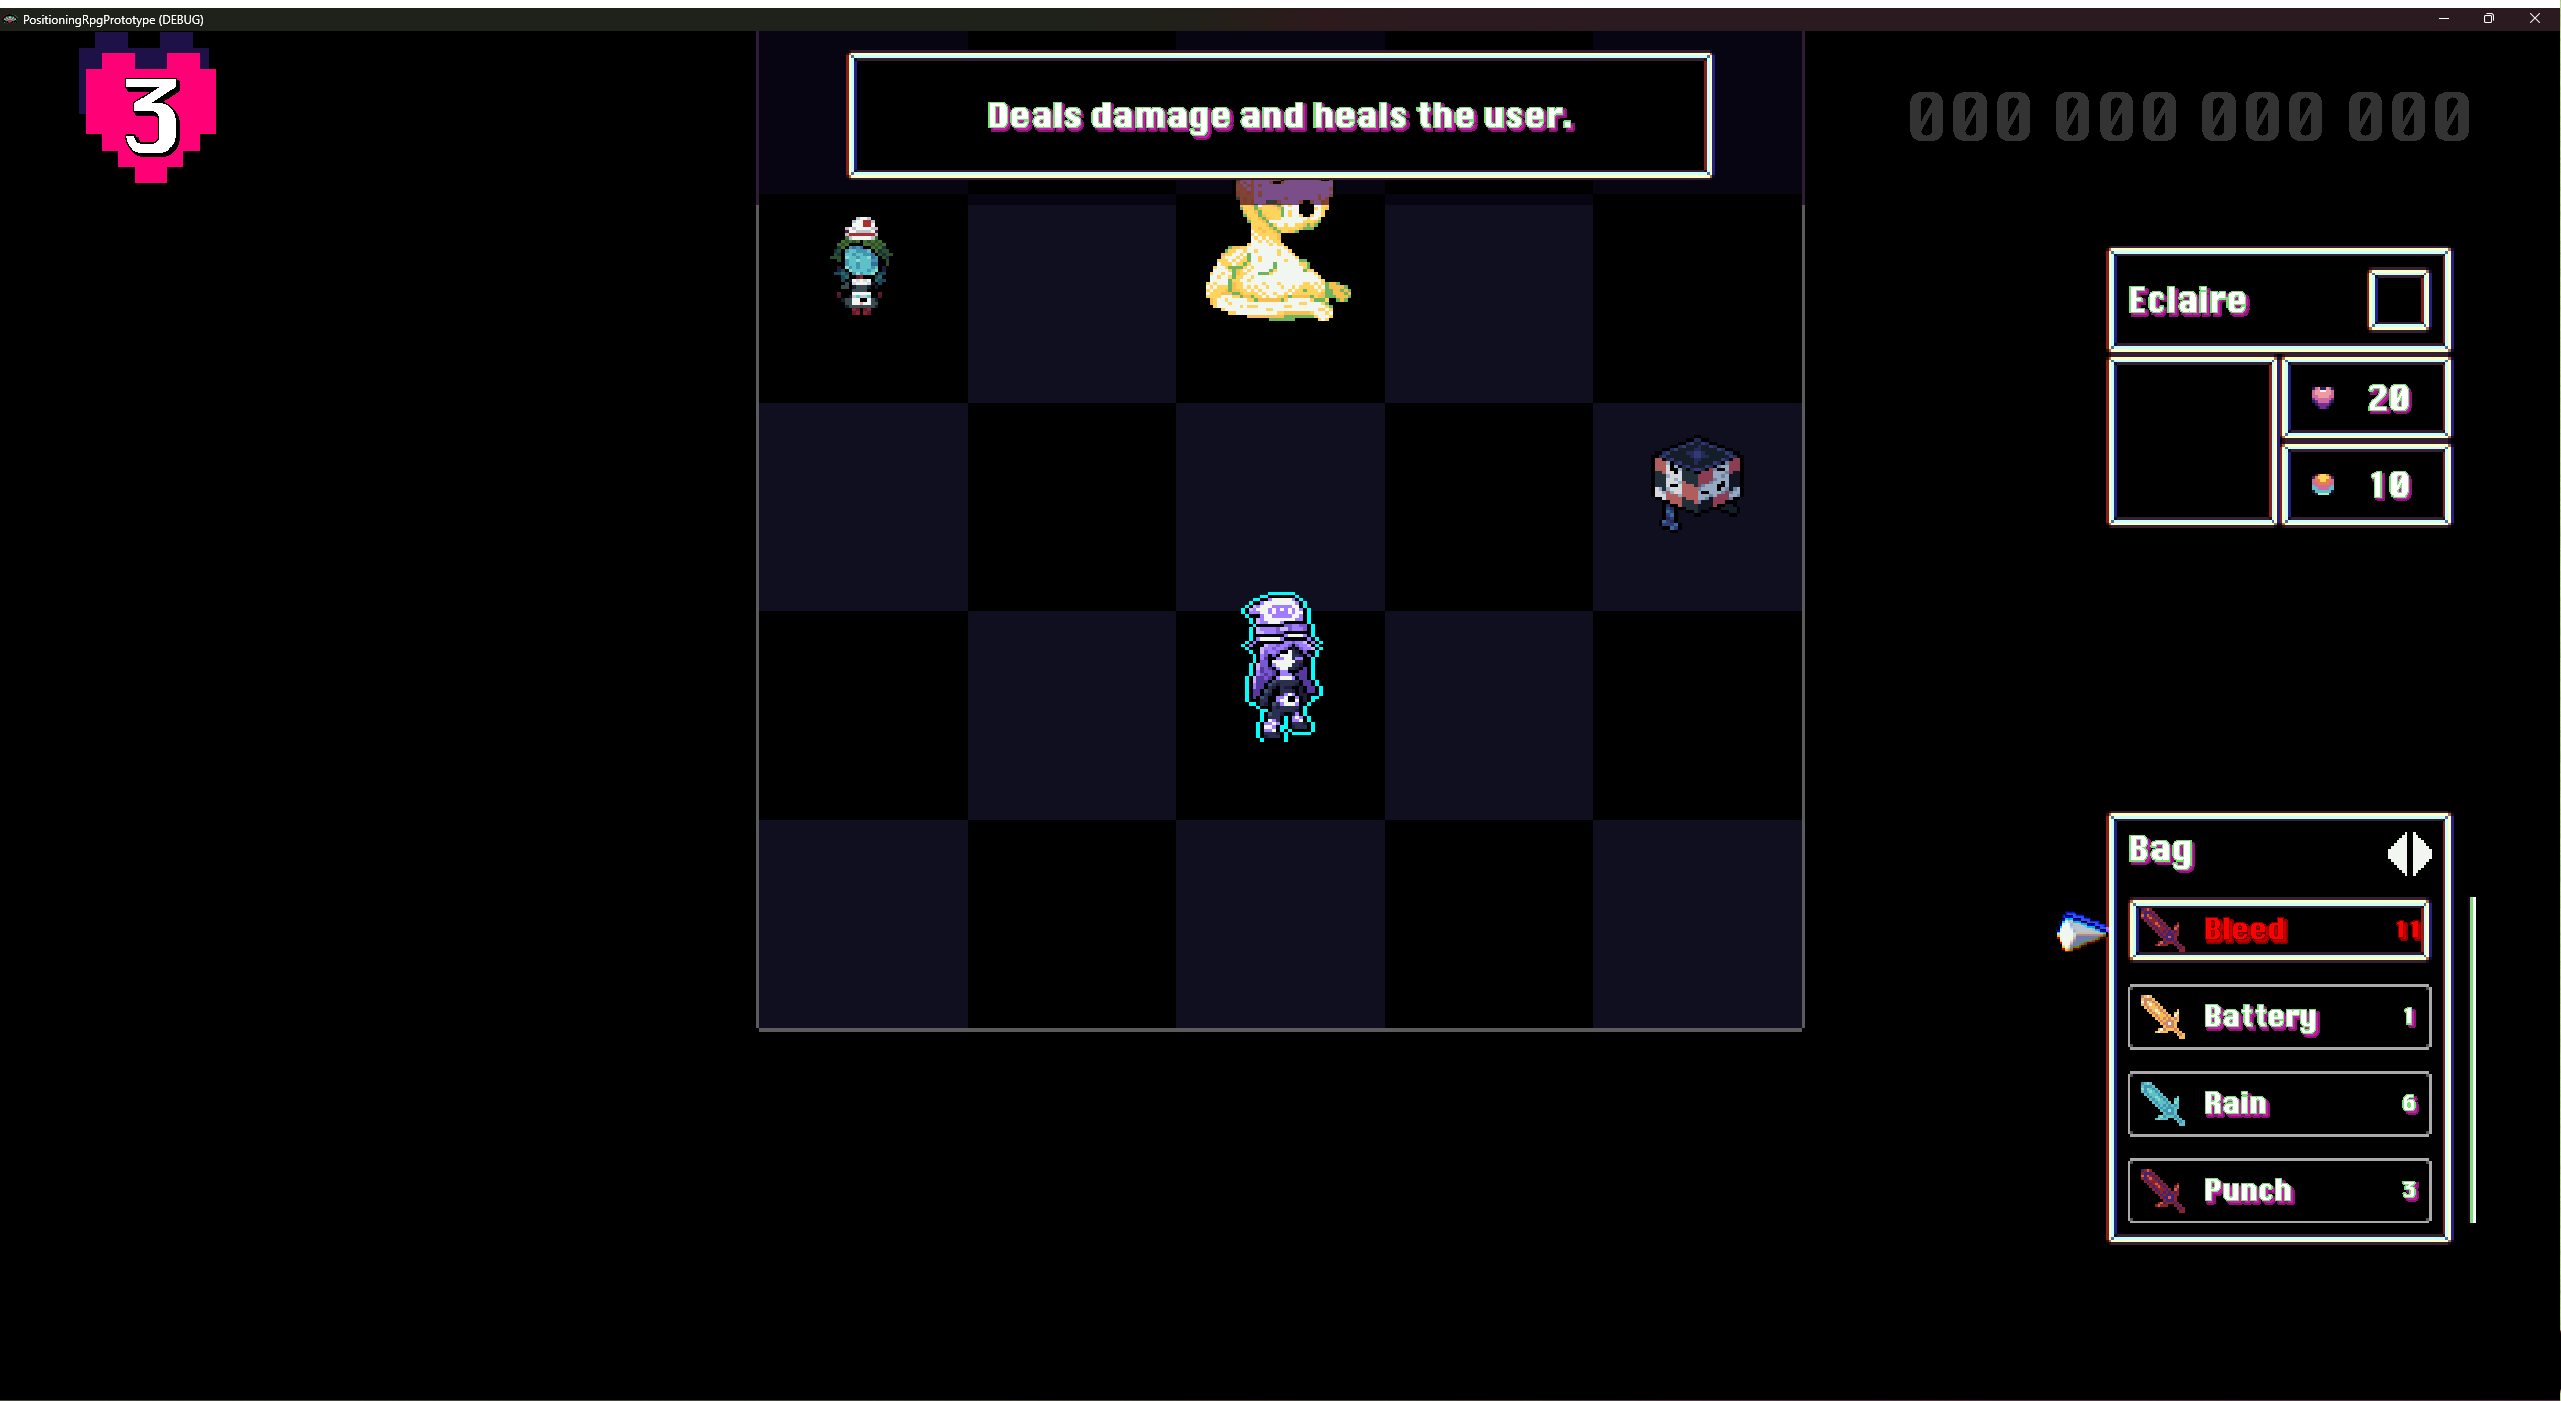 PositioningRpgPrototype (DEBUG)
3
Deals damage and heals the user.
000 000 000 000
Eclaire
20
10
Bag
Bleed 11
Battery 1
Rain 6
Punch 3